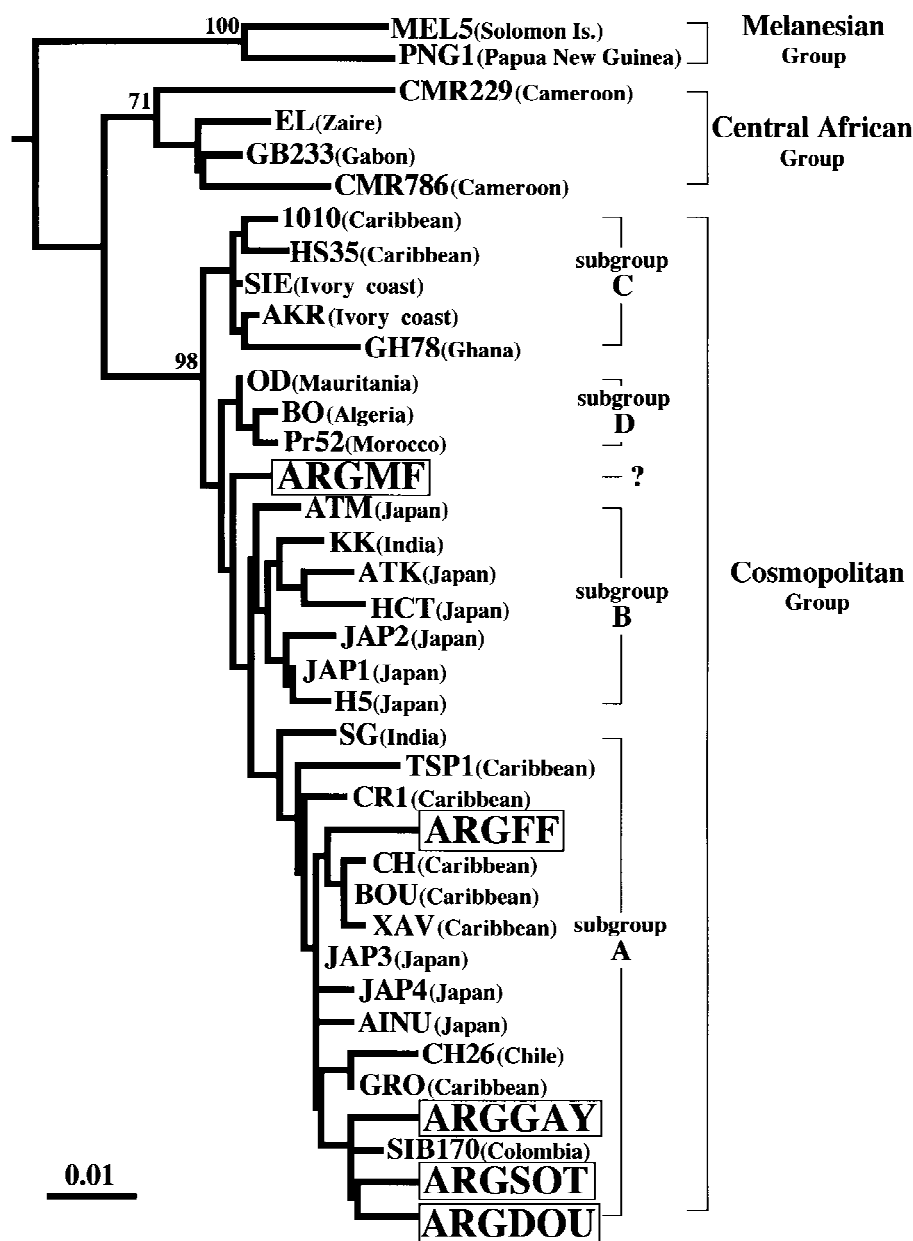 100
MEL5(Solomon Is.)
PNG1(Papua New Guinea)
Melanesian
Group
71
CMR229(Cameroon)
EL(Zaire)
GB233(Gabon)
CMR786(Cameroon)
Central African
Group
1010(Caribbean)
HS35(Caribbean)
SIE(Ivory coast)
AKR(Ivory coast)
GH78(Ghana)
subgroup
C
98
OD(Mauritania)
BO(Algeria)
Pr52(Morocco)
subgroup
D
ARGMF
?
ATM(Japan)
KK(India)
ATK(Japan)
HCT(Japan)
JAP2(Japan)
JAP1(Japan)
H5(Japan)
subgroup
B
Cosmopolitan
Group
SG(India)
TSP1(Caribbean)
CR1(Caribbean)
ARGFF
CH(Caribbean)
BOU(Caribbean)
XAV(Caribbean)
JAP3(Japan)
JAP4(Japan)
AINU(Japan)
CH26(Chile)
GRO(Caribbean)
ARGGAY
SIB170(Colombia)
ARGSOT
ARGDOU
subgroup
A
0.01